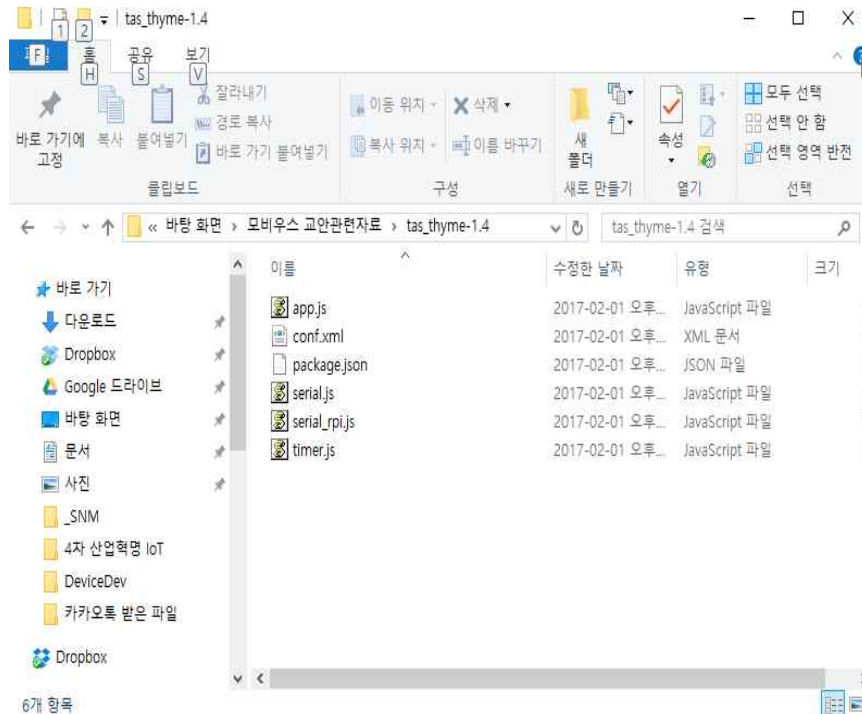 tas_thyme-1.4
1
2
F
홈
공유
보기
H
S
V
바로 가기에 고정
복사
붙여넣기
잘라내기
경로 복사
바로 가기 붙여넣기
클립보드
이동 위치
복사 위치
삭제
이름 바꾸기
구성
새 폴더
새로 만들기
속성
열기
모두 선택
선택 안 함
선택 영역 반전
선택
« 바탕 화면 › 모비우스 교안관련자료 › tas_thyme-1.4
tas_thyme-1.4 검색
이름 수정한 날짜 유형 크기
app.js 2017-02-01 오후... JavaScript 파일
conf.xml 2017-02-01 오후... XML 문서
package.json 2017-02-01 오후... JSON 파일
serial.js 2017-02-01 오후... JavaScript 파일
serial_rpi.js 2017-02-01 오후... JavaScript 파일
timer.js 2017-02-01 오후... JavaScript 파일
바로 가기
다운로드
Dropbox
Google 드라이브
바탕 화면
문서
사진
_SNM
4차 산업혁명 IoT
DeviceDev
카카오톡 받은 파일
Dropbox
6개 항목